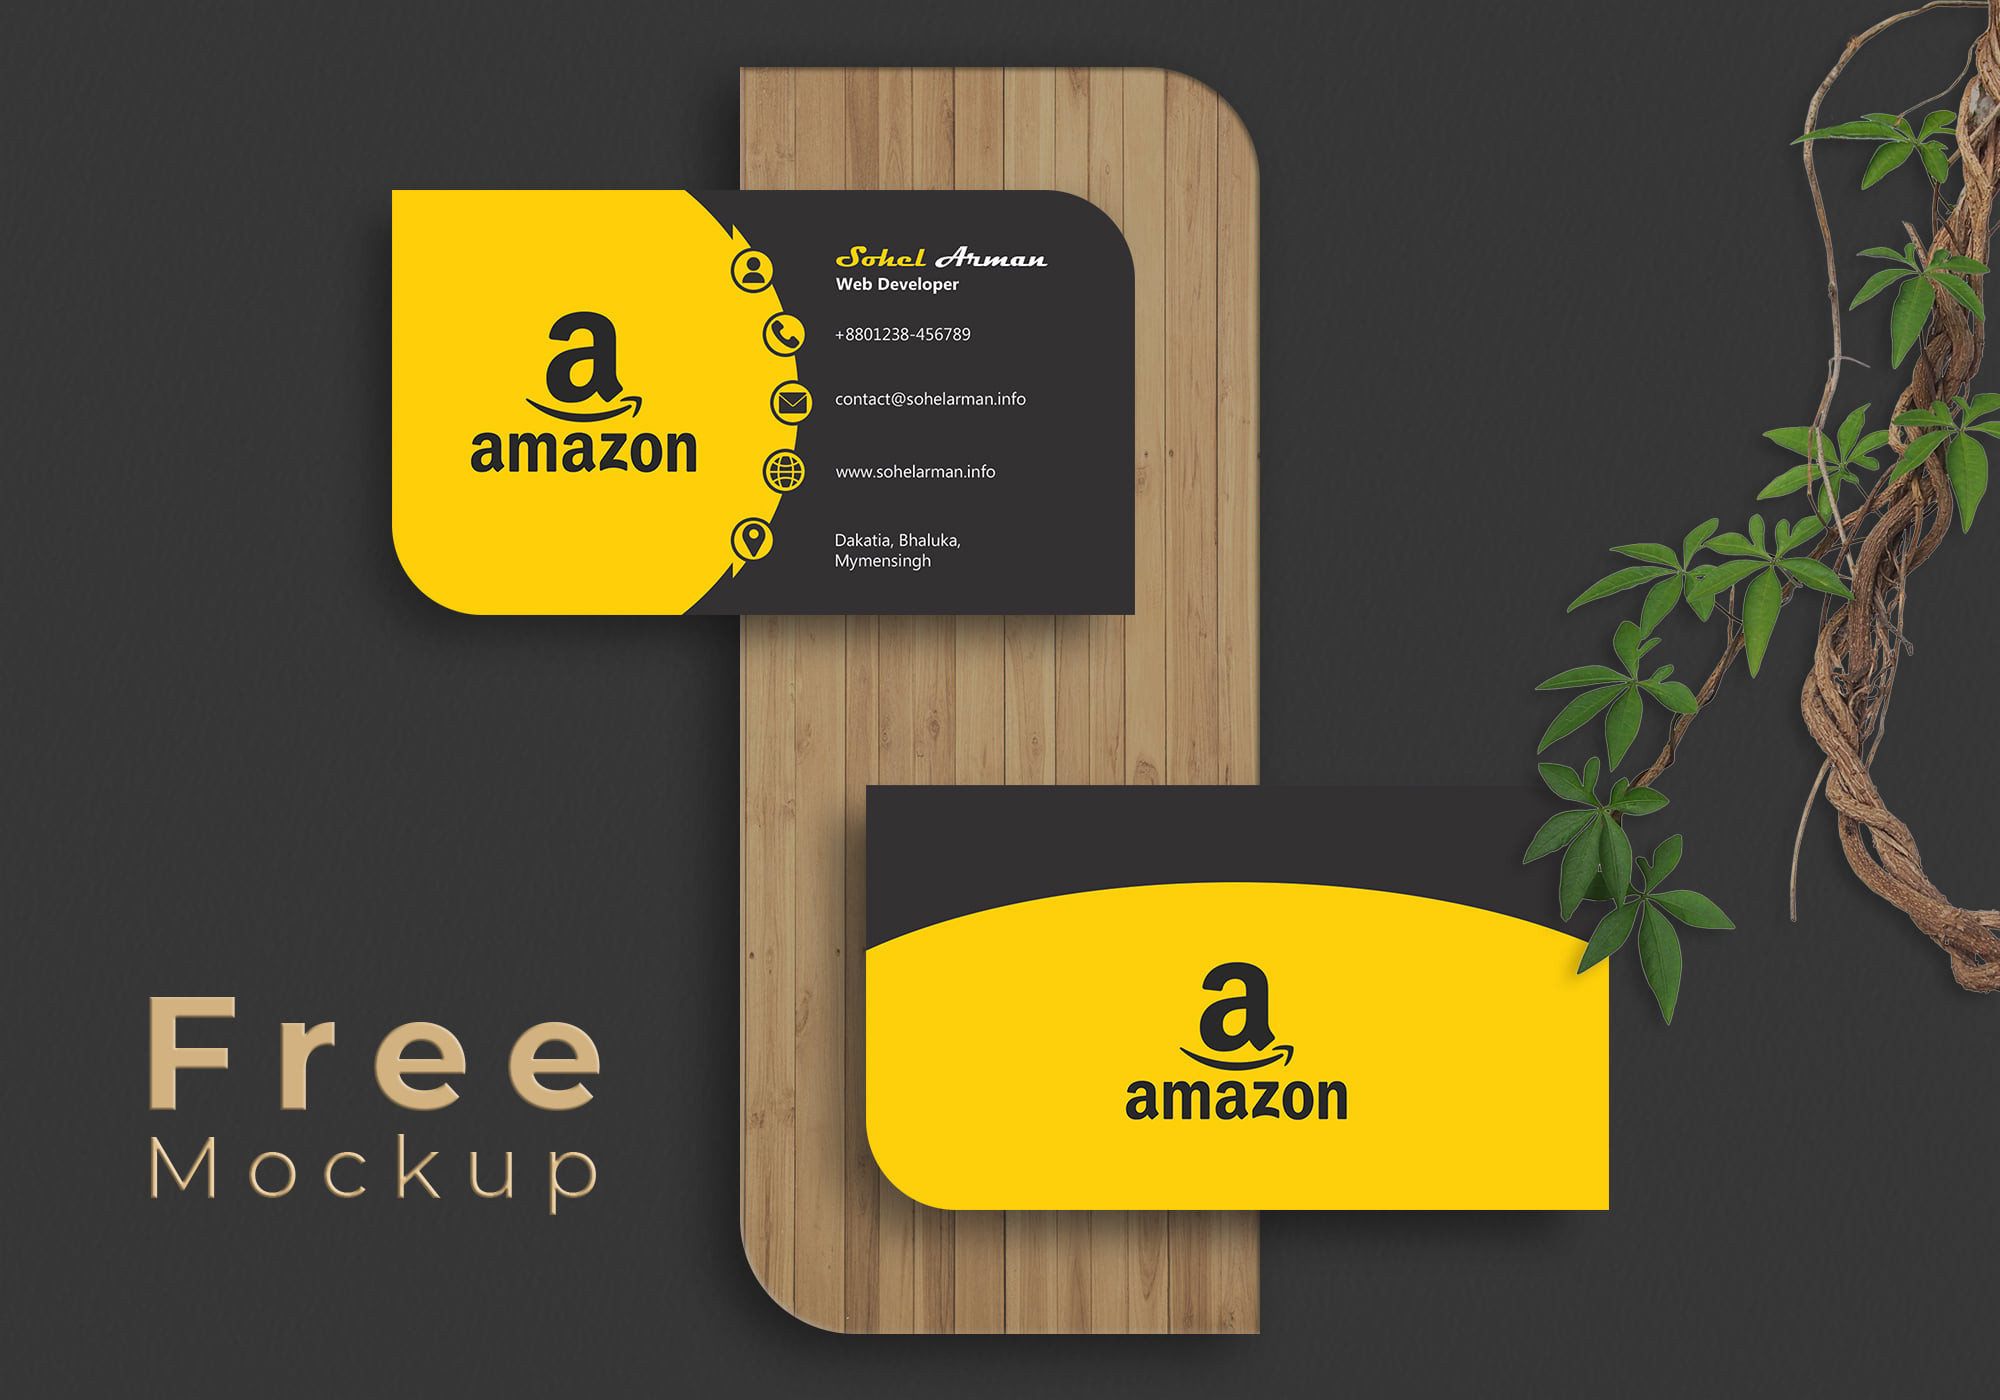 a
amazon
Sohel Arman
Web Developer
+8801238-456789
contact@sohelarman.info
www.sohelarman.info
Dakatia, Bhaluka,
Mymensingh
a
amazon
Free
Mockup